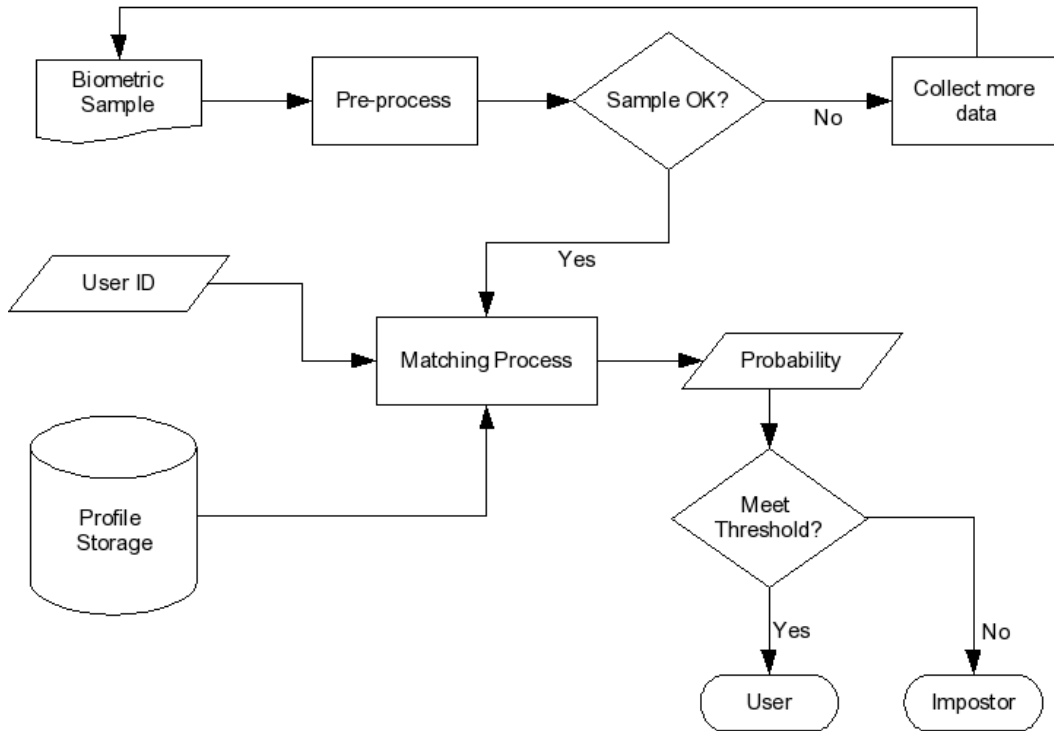 Biometric
Sample
Pre-process
Sample OK?
No
Collect more
data
Yes
User ID
Matching Process
Probability
Profile
Storage
Meet
Threshold?
Yes
No
User
Impostor